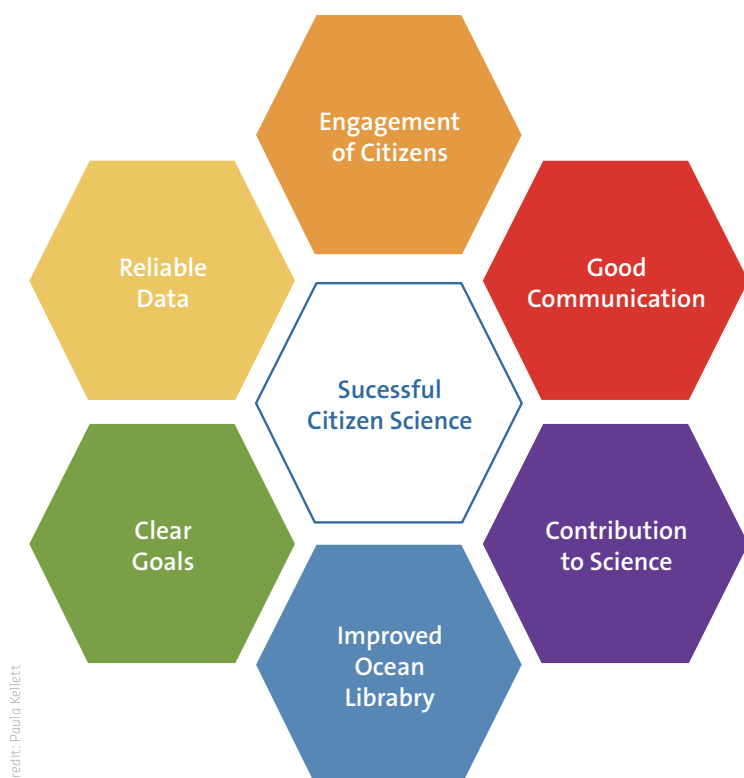 Engagement
of Citizens
Good
Communication
Contribution
to Science
Improved
Ocean
Librabry
Clear
Goals
Reliable
Data
Sucessful
Citizen Science
redit: Paula Kellett